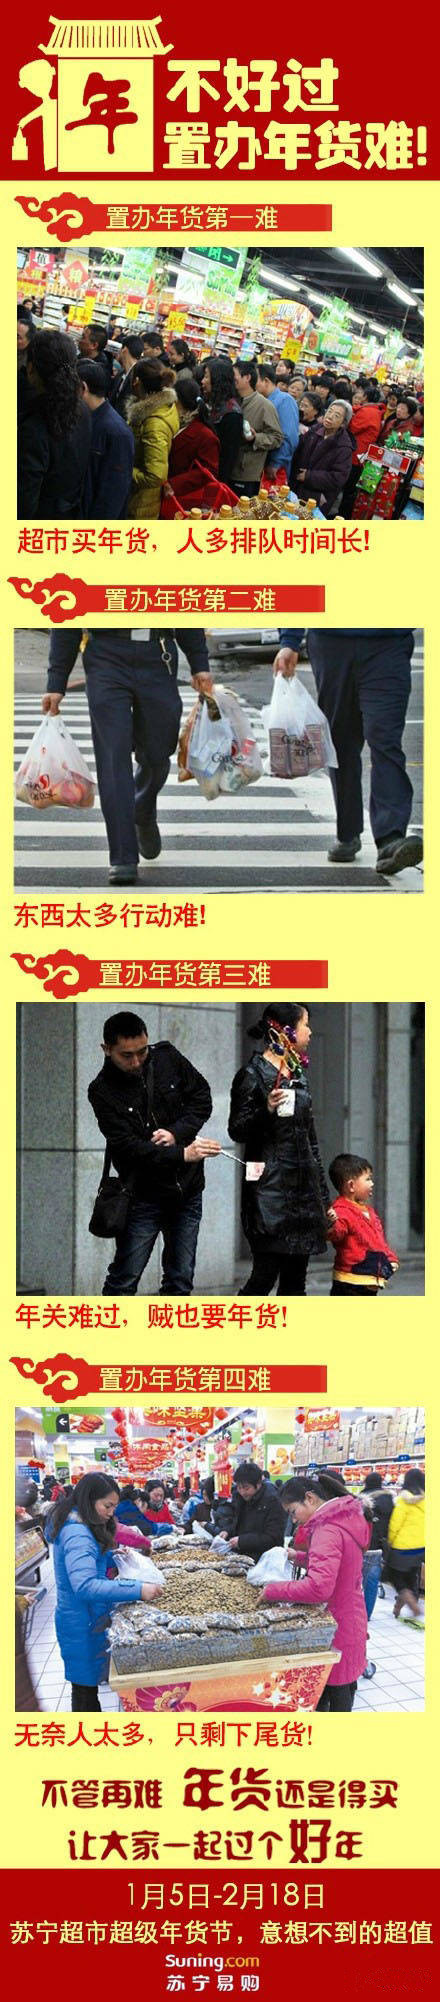 年
不好过
置办年货难!
置办年货第一难
超市买年货，人多排队时间长!
置办年货第二难
东西太多行动难!
置办年货第三难
年关难过，贼也要年货!
置办年货第四难
无奈人太多，只剩下尾货!
不管再难 年货还是得买
让大家一起过个好年
1月5日-2月18日
苏宁超市超级年货节，意想不到的超值
Suning.com
苏宁易购